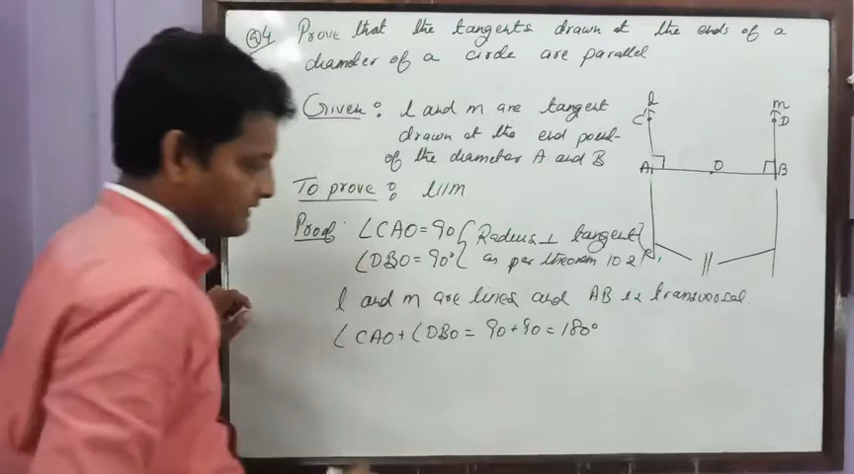 Q4 Prove that the tangents drawn at the ends of a
diameter of a circle are parallel
Given: l and m are tangent
drawn at the end point
of the diameter A and B
To prove: l//m
Proof: ∠CAO = 90 [Radius ⊥ tangent]
∠DBO = 90° as per theorem 10.2
l and m are lines and AB is transversal.
∠CAO + ∠DBO = 90 + 90 = 180°
l
m
C
D
A
O
B
//